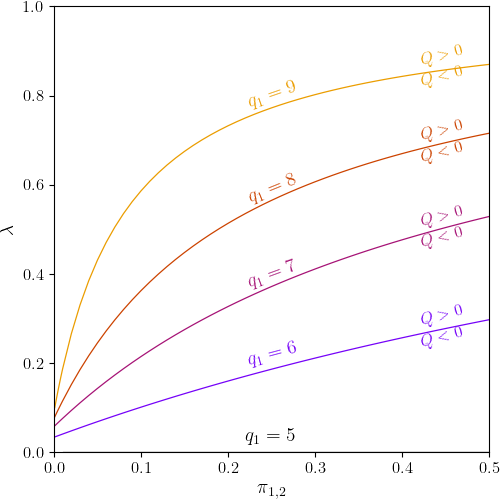 1.0
0.8
0.6
0.4
0.2
0.0
λ
q₁ = 9
Q > 0
Q < 0
q₁ = 8
Q > 0
Q < 0
q₁ = 7
Q > 0
Q < 0
q₁ = 6
Q > 0
Q < 0
q₁ = 5
0.0 0.1 0.2 0.3 0.4 0.5
π₁,₂